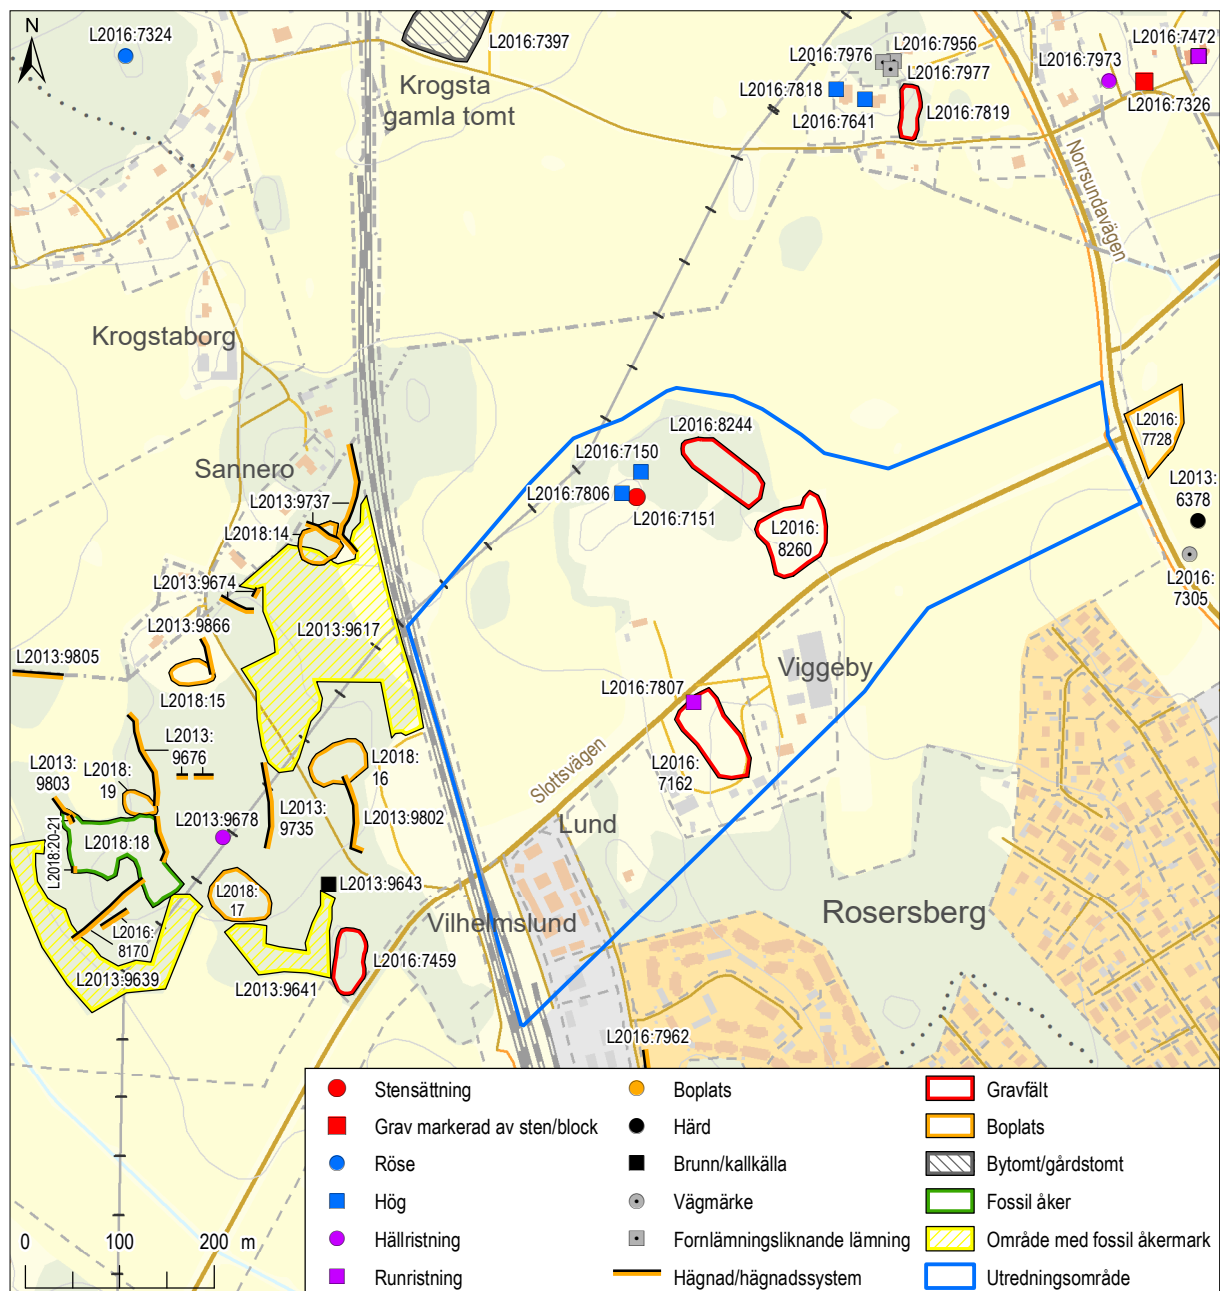 N
L2016:7324
L2016:7397
Krogsta
gamla tomt
L2016:7976
L2016:7956
L2016:7977
L2016:7818
L2016:7641
L2016:7819
L2016:7472
L2016:7973
L2016:7326
Norrsundavägen
Krogstaborg
Sannero
L2013:9737
L2018:14
L2013:9674
L2013:9866
L2013:9617
L2013:9805
L2018:15
L2016:8244
L2016:7150
L2016:7806
L2016:7151
L2016:
8260
L2016:
7728
L2013:
6378
L2016:
7305
L2016:7807
Viggeby
L2016:
7162
Slottsvägen
Lund
L2013:
9676
L2013:
9803
L2018:
19
L2018:
16
L2013:9678
L2013:
9735
L2013:9802
L2018:18
L2018:20-21
L2018:
17
L2013:9643
L2016:
8170
L2013:9639
L2013:9641
L2016:7459
Vilhelmslund
Rosersberg
L2016:7962
0 100 200 m
Stensättning
Grav markerad av sten/block
Röse
Hög
Hällristning
Runristning
Boplats
Härd
Brunn/kallkälla
Vägmärke
Fornlämningsliknande lämning
Hägnad/hägnadssystem
Gravfält
Boplats
Bytomt/gårdstomt
Fossil åker
Område med fossil åkermark
Utredningsområde